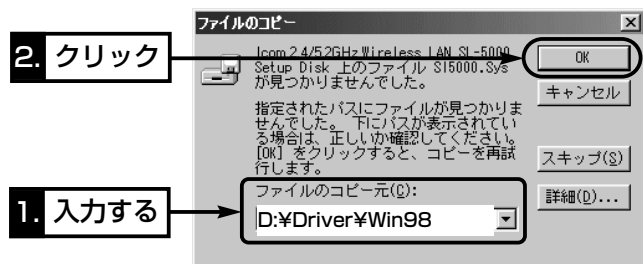 ファイルのコピー
2. クリック
Icom 2.4/5.2GHz Wireless LAN SL-5000
Setup Disk 上のファイル Sl5000.Sys
が見つかりませんでした。
指定されたパスにファイルが見つかりま
せんでした。 下にパスが表示されてい
る場合は、正しいか確認してください。
[OK] をクリックすると、コピーを再試
行します。
OK
キャンセル
スキップ(S)
詳細(D)...
1. 入力する
ファイルのコピー元(C):
D:¥Driver¥Win98